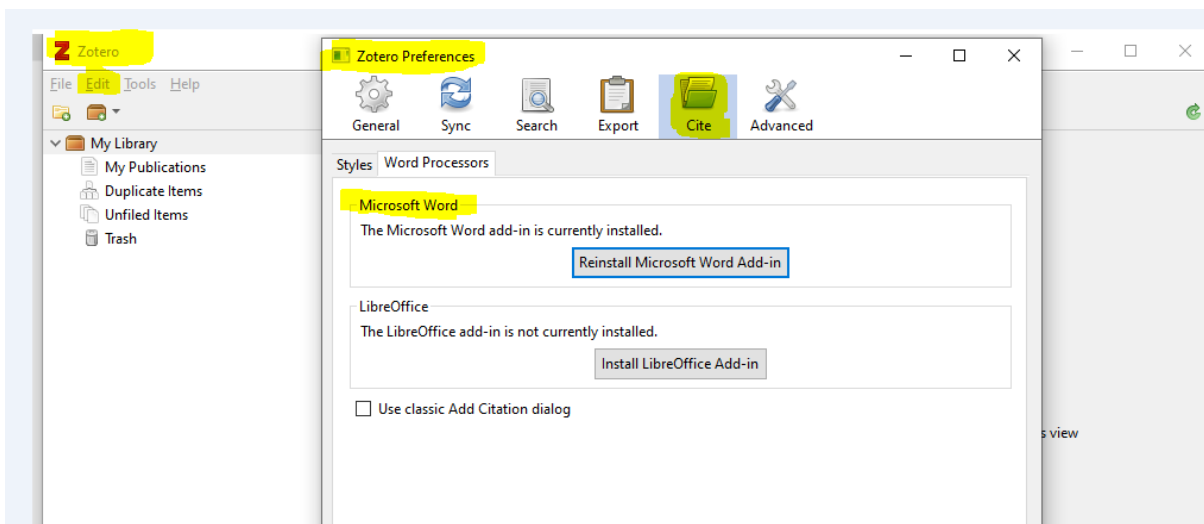 Zotero
Zotero Preferences
File Edit Tools Help
General Sync Search Export Cite Advanced
My Library
My Publications
Duplicate Items
Unfiled Items
Trash
Styles Word Processors
Microsoft Word
The Microsoft Word add-in is currently installed.
Reinstall Microsoft Word Add-in
LibreOffice
The LibreOffice add-in is not currently installed.
Install LibreOffice Add-in
Use classic Add Citation dialog
s view